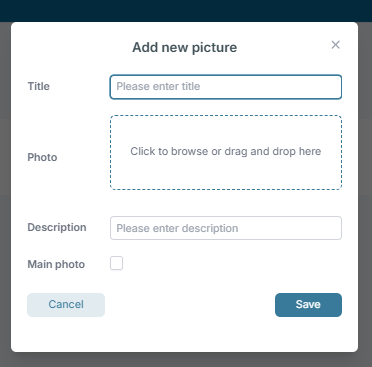 Add new picture
Title
Please enter title
Photo
Click to browse or drag and drop here
Description
Please enter description
Main photo
Cancel
Save